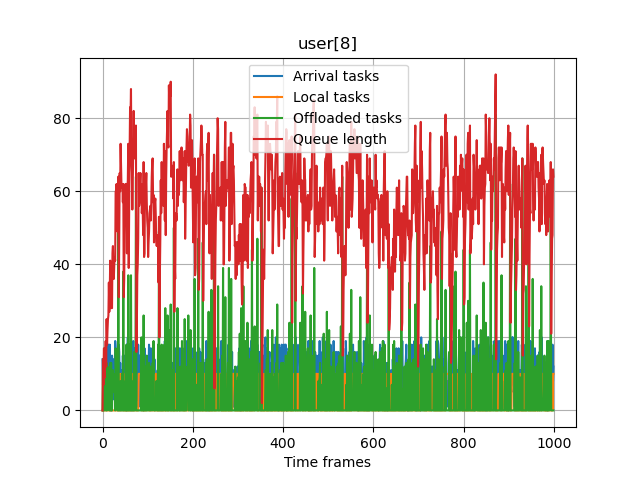 user[8]
Arrival tasks
Local tasks
Offloaded tasks
Queue length
80
60
40
20
0
0 200 400 600 800 1000
Time frames